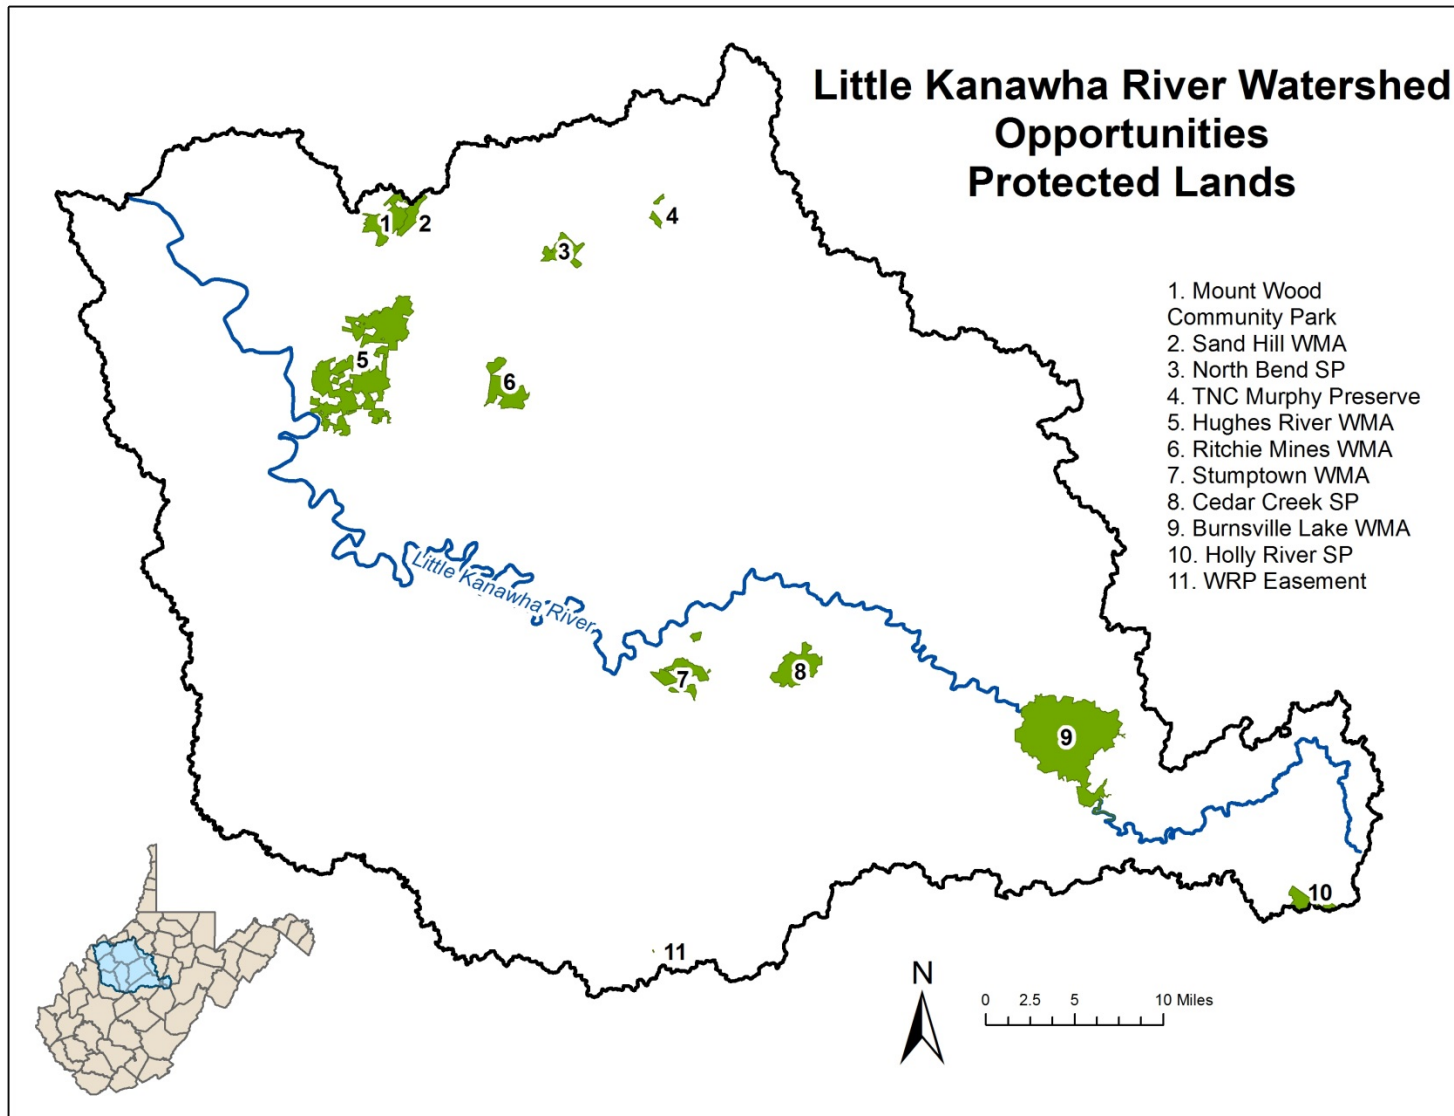 Little Kanawha River Watershed
Opportunities
Protected Lands
1
2
3
4
5
6
1. Mount Wood
Community Park
2. Sand Hill WMA
3. North Bend SP
4. TNC Murphy Preserve
5. Hughes River WMA
6. Ritchie Mines WMA
7. Stumptown WMA
8. Cedar Creek SP
9. Burnsville Lake WMA
10. Holly River SP
11. WRP Easement
Little Kanawha River
7
8
9
10
11
N
0 2.5 5 10 Miles